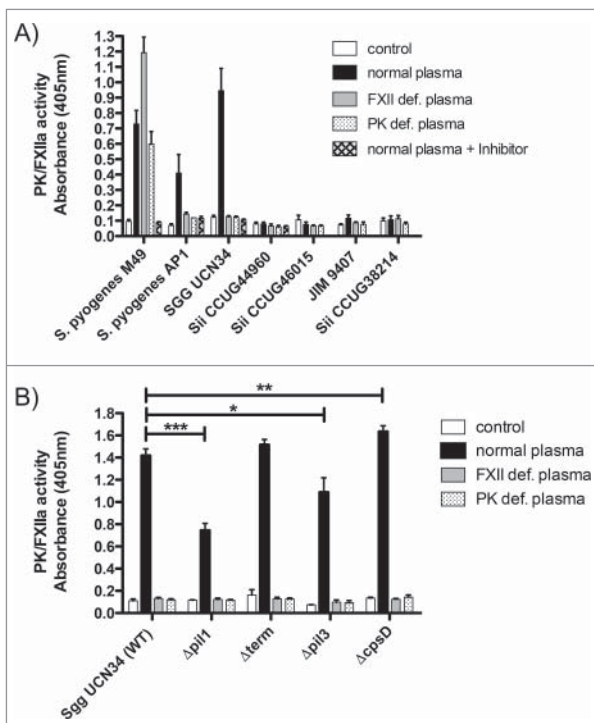 A)
PK/FXIIa activity
Absorbance (405nm)
1.3
1.2
1.1
1.0
0.9
0.8
0.7
0.6
0.5
0.4
0.3
0.2
0.1
0.0
control
normal plasma
FXII def. plasma
PK def. plasma
normal plasma + Inhibitor
S. pyogenes M49
S. pyogenes AP1
SGG UCN34
Sii CCUG44960
Sii CCUG46015
JIM 9407
Sii CCUG38214
B)
PK/FXIIa activity
Absorbance (405nm)
1.8
1.6
1.4
1.2
1.0
0.8
0.6
0.4
0.2
0.0
**
*
***
control
normal plasma
FXII def. plasma
PK def. plasma
Sgg UCN34 (WT)
Δpil1
Δterm
Δpil3
ΔcpsD